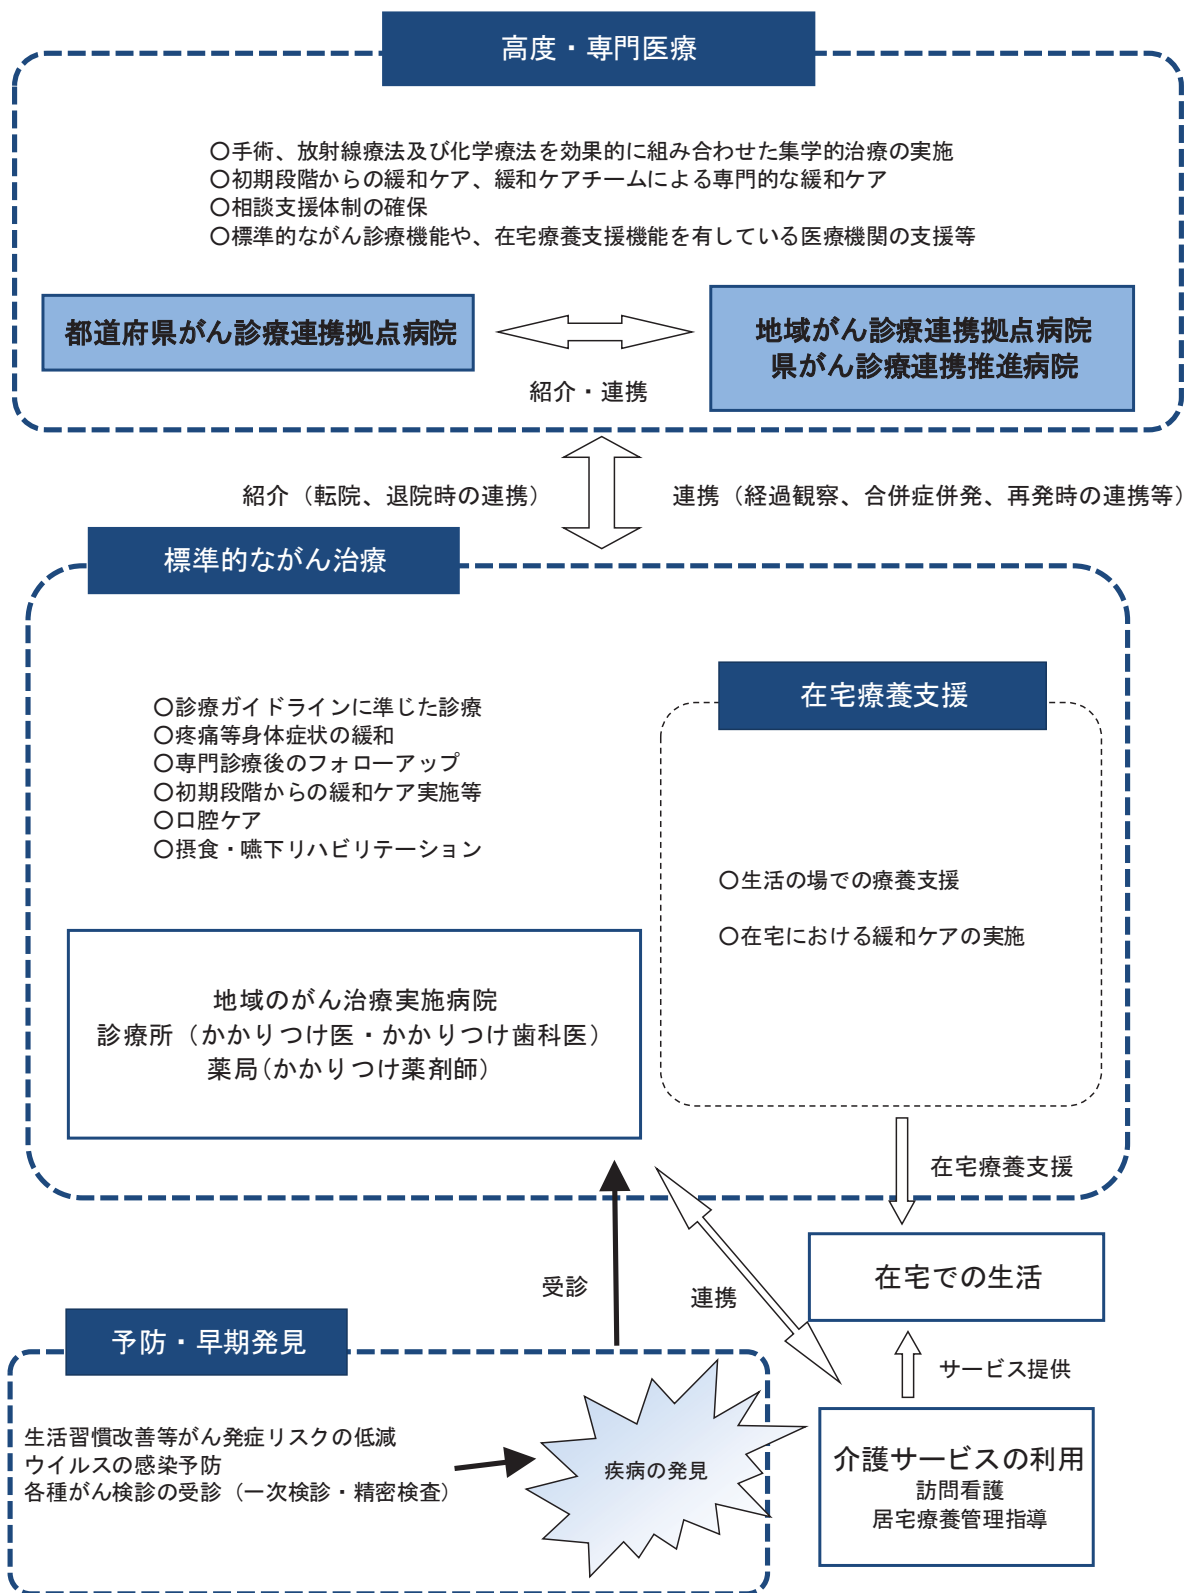 高度・専門医療
〇手術、放射線療法及び化学療法を効果的に組み合わせた集学的治療の実施
〇初期段階からの緩和ケア、緩和ケアチームによる専門的な緩和ケア
〇相談支援体制の確保
〇標準的ながん診療機能や、在宅療養支援機能を有している医療機関の支援等
都道府県がん診療連携拠点病院
地域がん診療連携拠点病院
県がん診療連携推進病院
紹介・連携
紹介（転院、退院時の連携）
連携（経過観察、合併症併発、再発時の連携等）
標準的ながん治療
〇診療ガイドラインに準じた診療
〇疼痛等身体症状の緩和
〇専門診療後のフォローアップ
〇初期段階からの緩和ケア実施等
〇口腔ケア
〇摂食・嚥下リハビリテーション
在宅療養支援
〇生活の場での療養支援
〇在宅における緩和ケアの実施
地域のがん治療実施病院
診療所（かかりつけ医・かかりつけ歯科医）
薬局(かかりつけ薬剤師)
在宅療養支援
在宅での生活
受診
連携
サービス提供
予防・早期発見
生活習慣改善等がん発症リスクの低減
ウイルスの感染予防
各種がん検診の受診（一次検診・精密検査）
疾病の発見
介護サービスの利用
訪問看護
居宅療養管理指導